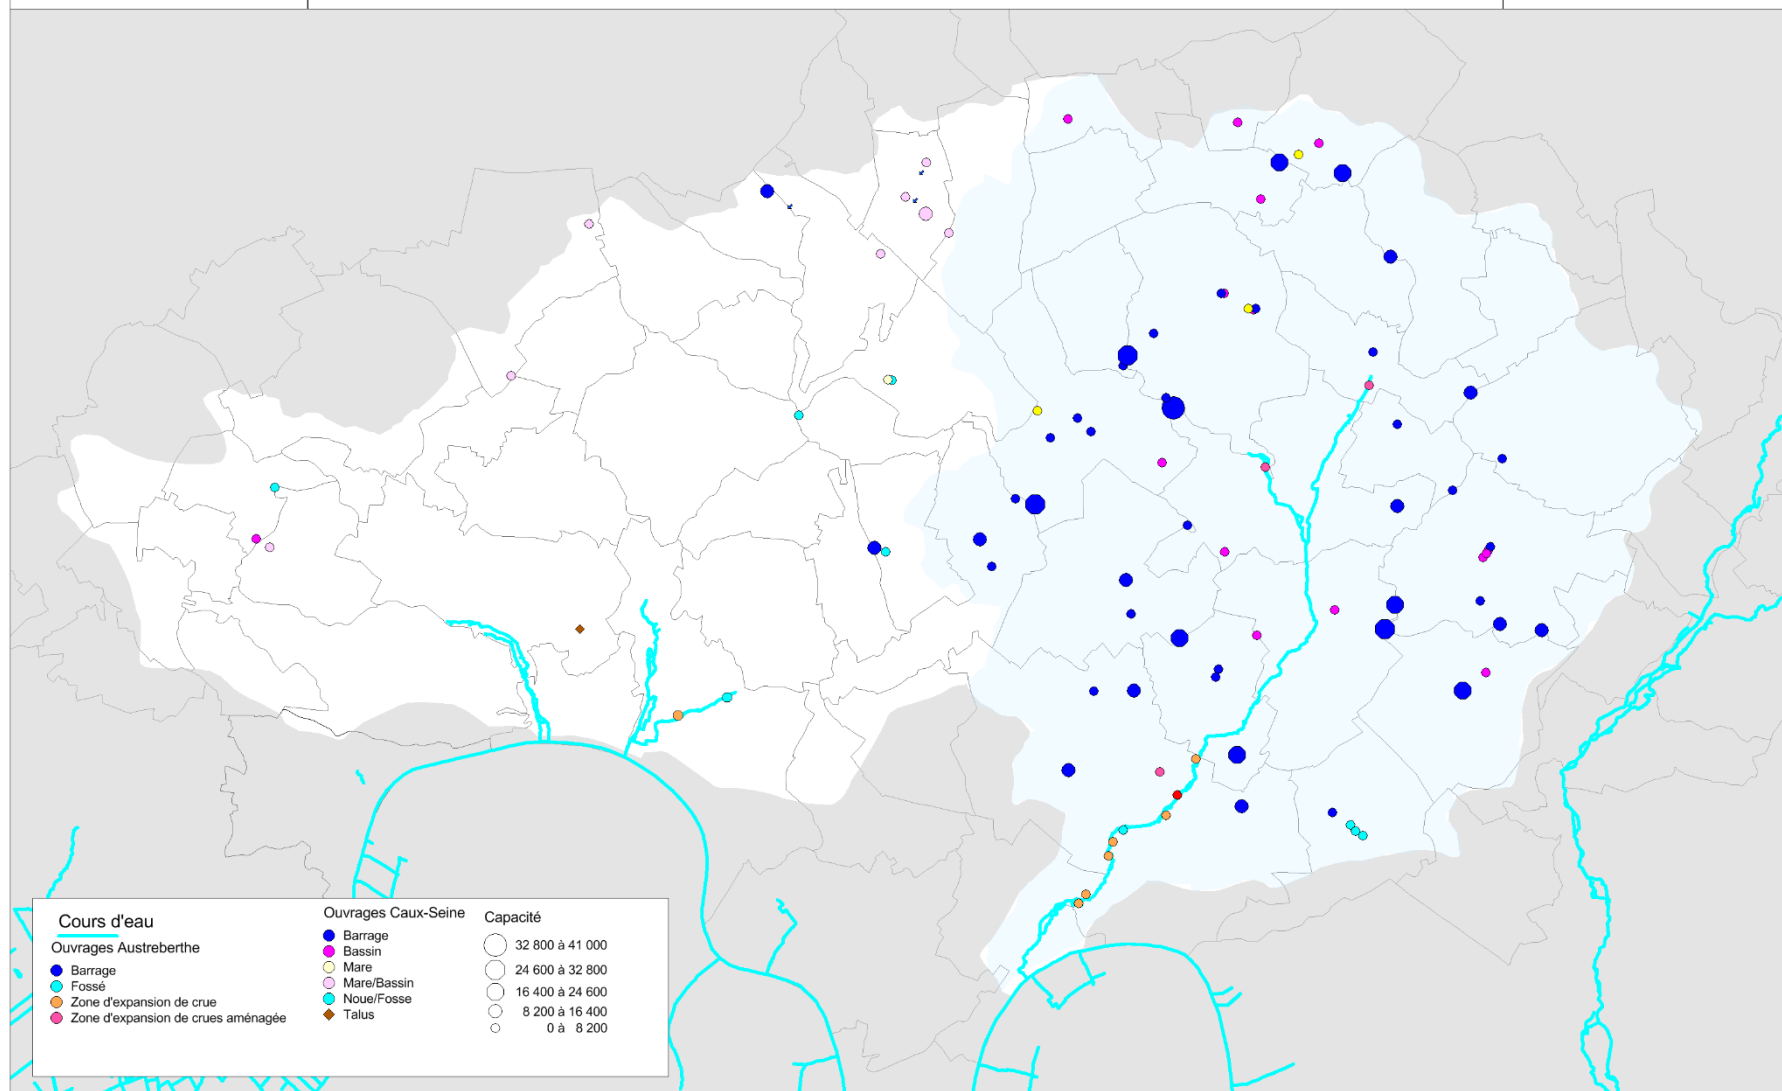 Cours d'eau
Ouvrages Austreberthe
Barrage
Fossé
Zone d'expansion de crue
Zone d'expansion de crues aménagée
Ouvrages Caux-Seine
Barrage
Bassin
Mare
Mare/Bassin
Noue/Fosse
Talus
Capacité
32 800 à 41 000
24 600 à 32 800
16 400 à 24 600
8 200 à 16 400
0 à 8 200